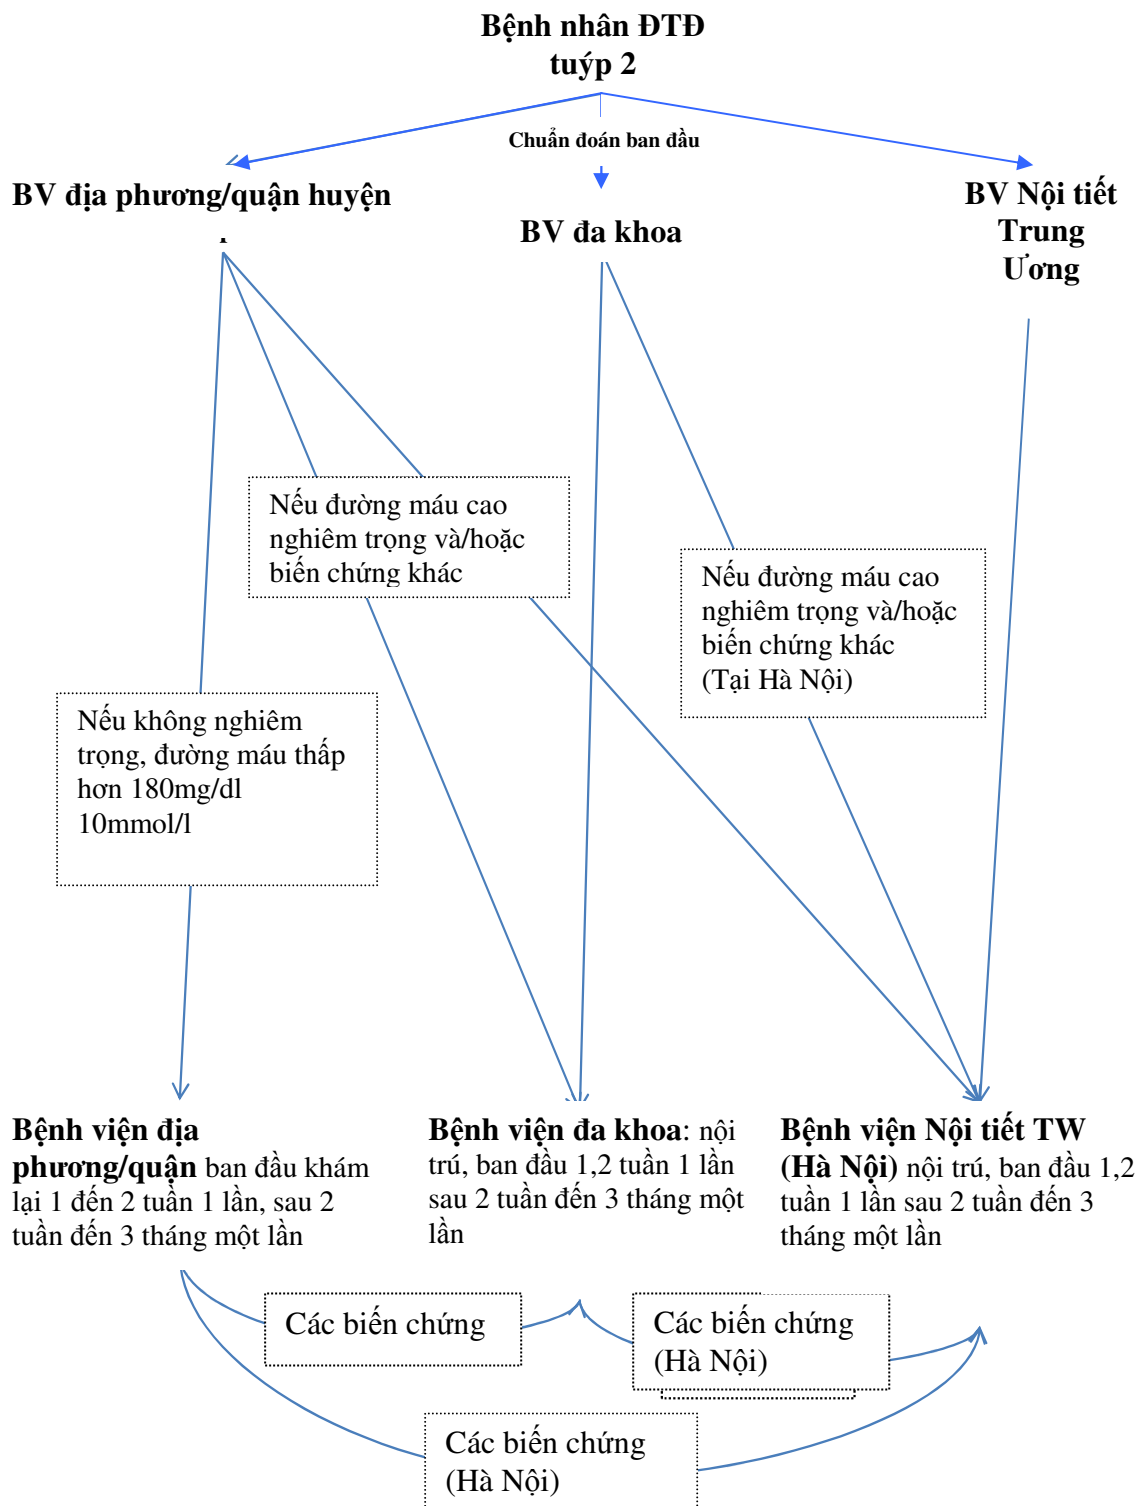 Bệnh nhân ĐTĐ
tuýp 2
Chuẩn đoán ban đầu
BV địa phương/quận huyện
BV đa khoa
BV Nội tiết
Trung
Ương
Nếu đường máu cao
nghiêm trọng và/hoặc
biến chứng khác
Nếu đường máu cao
nghiêm trọng và/hoặc
biến chứng khác
(Tại Hà Nội)
Nếu không nghiêm
trọng, đường máu thấp
hơn 180mg/dl
10mmol/l
Bệnh viện địa
phương/quận ban đầu khám
lại 1 đến 2 tuần 1 lần, sau 2
tuần đến 3 tháng một lần
Bệnh viện đa khoa: nội
trú, ban đầu 1,2 tuần 1 lần
sau 2 tuần đến 3 tháng một
lần
Bệnh viện Nội tiết TW
(Hà Nội) nội trú, ban đầu 1,2
tuần 1 lần sau 2 tuần đến 3
tháng một lần
Các biến chứng
Các biến chứng
(Hà Nội)
Các biến chứng
(Hà Nội)